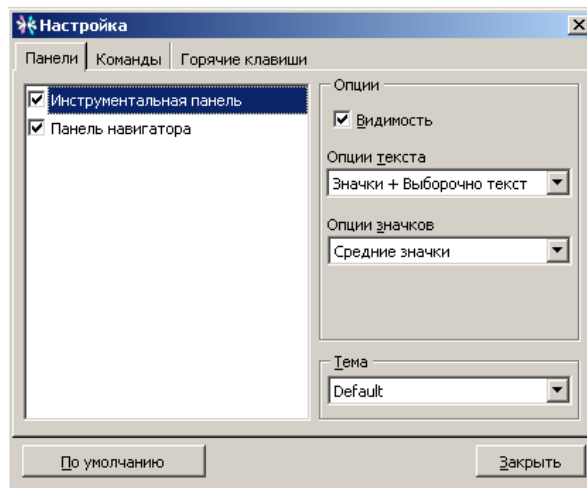 Настройка
Панели Команды Горячие клавиши
Инструментальная панель
Панель навигатора
Опции
Видимость
Опции текста
Значки + Выборочно текст
Опции значков
Средние значки
Тема
Default
По умолчанию
Закрыть